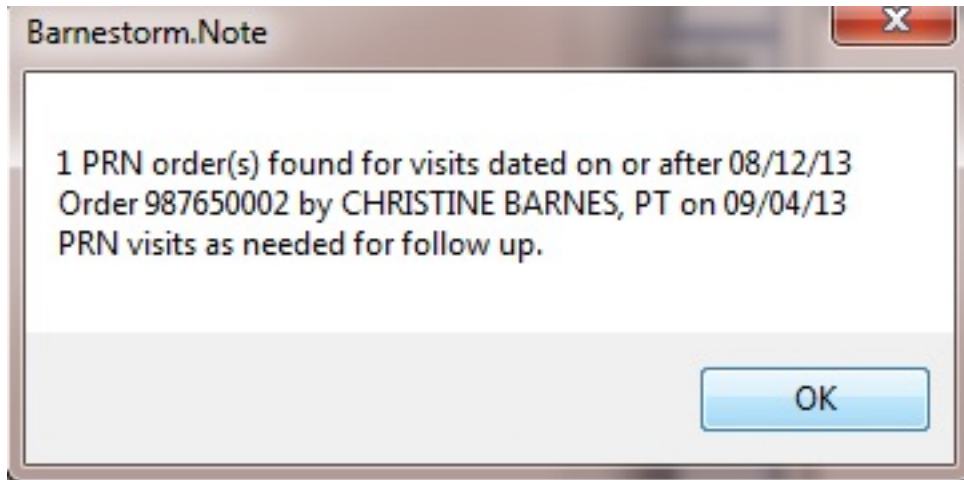 Barnestorm.Note
1 PRN order(s) found for visits dated on or after 08/12/13
Order 987650002 by CHRISTINE BARNES, PT on 09/04/13
PRN visits as needed for follow up.
OK